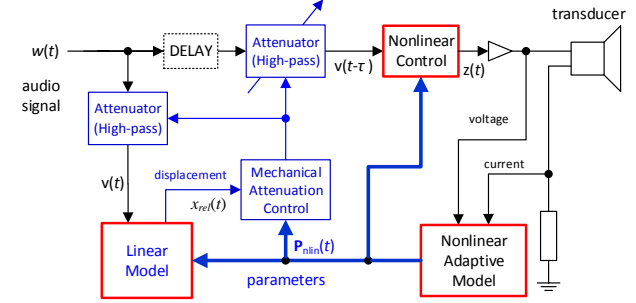 transducer
w(t)
DELAY
Attenuator
(High-pass)
v(t-τ )
Nonlinear
Control
z(t)
audio
signal
Attenuator
(High-pass)
voltage
current
v(t)
displacement
x_rel(t)
Mechanical
Attenuation
Control
Linear
Model
P_nlin(t)
parameters
Nonlinear
Adaptive
Model